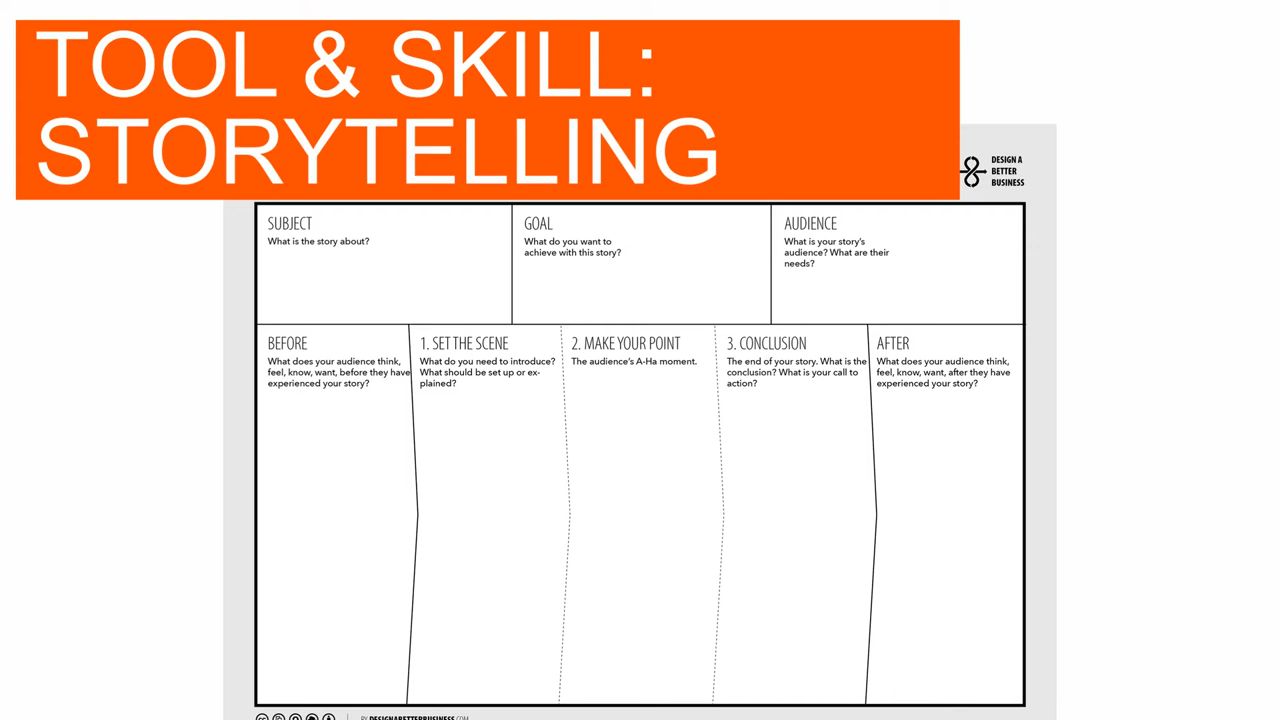 TOOL & SKILL:
STORYTELLING
DESIGN A
BETTER
BUSINESS
SUBJECT
What is the story about?
GOAL
What do you want to
achieve with this story?
AUDIENCE
What is your story's
audience? What are their
needs?
BEFORE
What does your audience think,
feel, know, want, before they have
experienced your story?
1. SET THE SCENE
What do you need to introduce?
What should be set up or ex-
plained?
2. MAKE YOUR POINT
The audience's A-Ha moment.
3. CONCLUSION
The end of your story. What is the
conclusion? What is your call to
action?
AFTER
What does your audience think,
feel, know, want, after they have
experienced your story?
BY DESIGNABETTERBUSINESS.COM